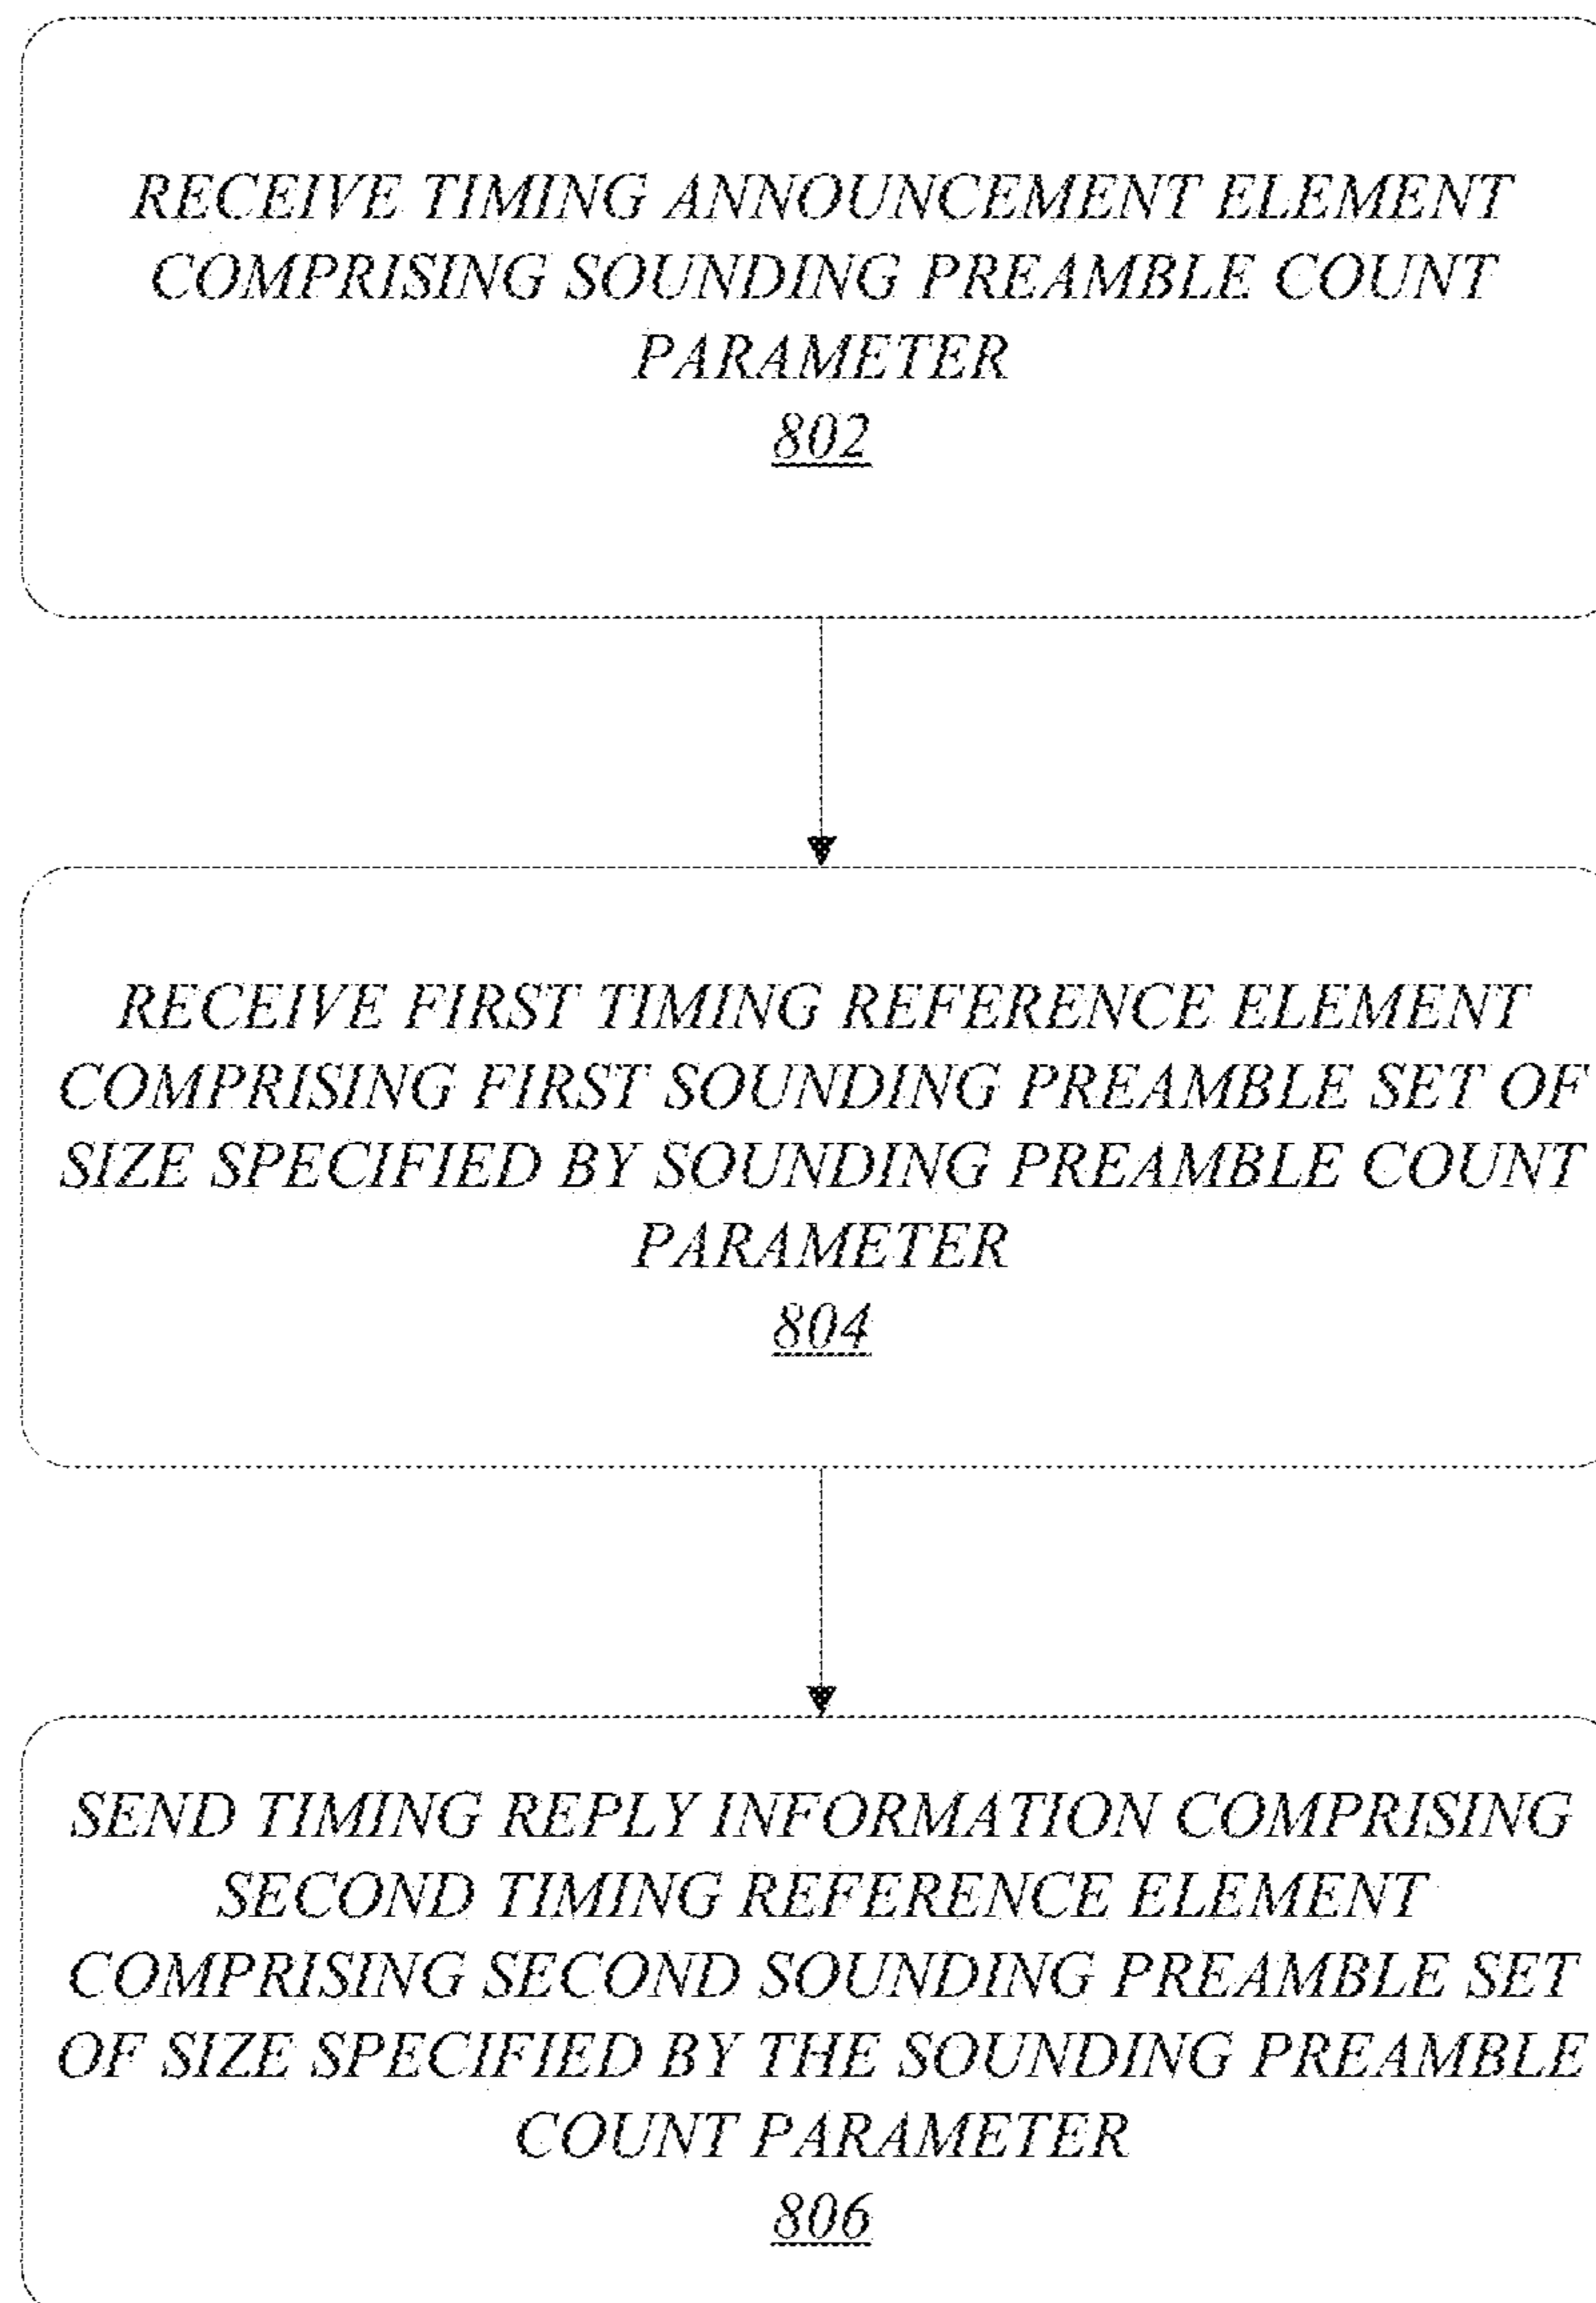 RECEIVE TIMING ANNOUNCEMENT ELEMENT
COMPRISING SOUNDING PREAMBLE COUNT
PARAMETER
802
RECEIVE FIRST TIMING REFERENCE ELEMENT
COMPRISING FIRST SOUNDING PREAMBLE SET OF
SIZE SPECIFIED BY SOUNDING PREAMBLE COUNT
PARAMETER
804
SEND TIMING REPLY INFORMATION COMPRISING
SECOND TIMING REFERENCE ELEMENT
COMPRISING SECOND SOUNDING PREAMBLE SET
OF SIZE SPECIFIED BY THE SOUNDING PREAMBLE
COUNT PARAMETER
806